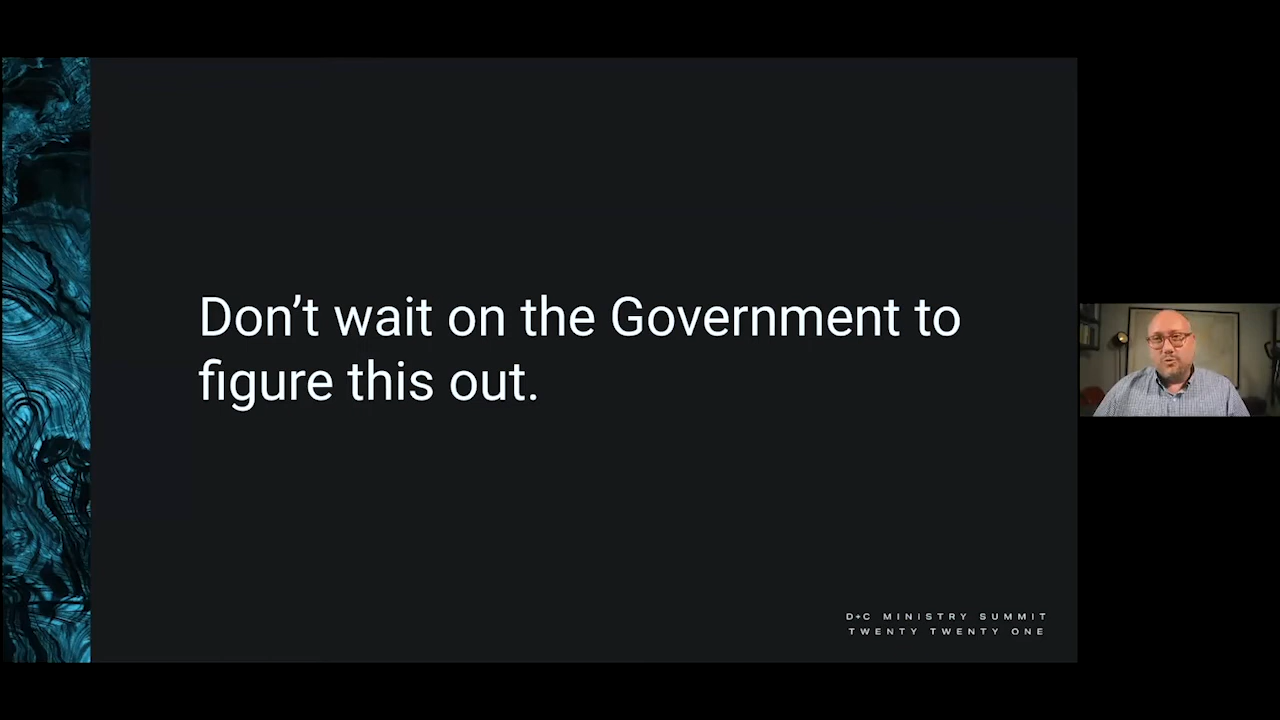 Don’t wait on the Government to
figure this out.
D+C MINISTRY SUMMIT
TWENTY TWENTY ONE